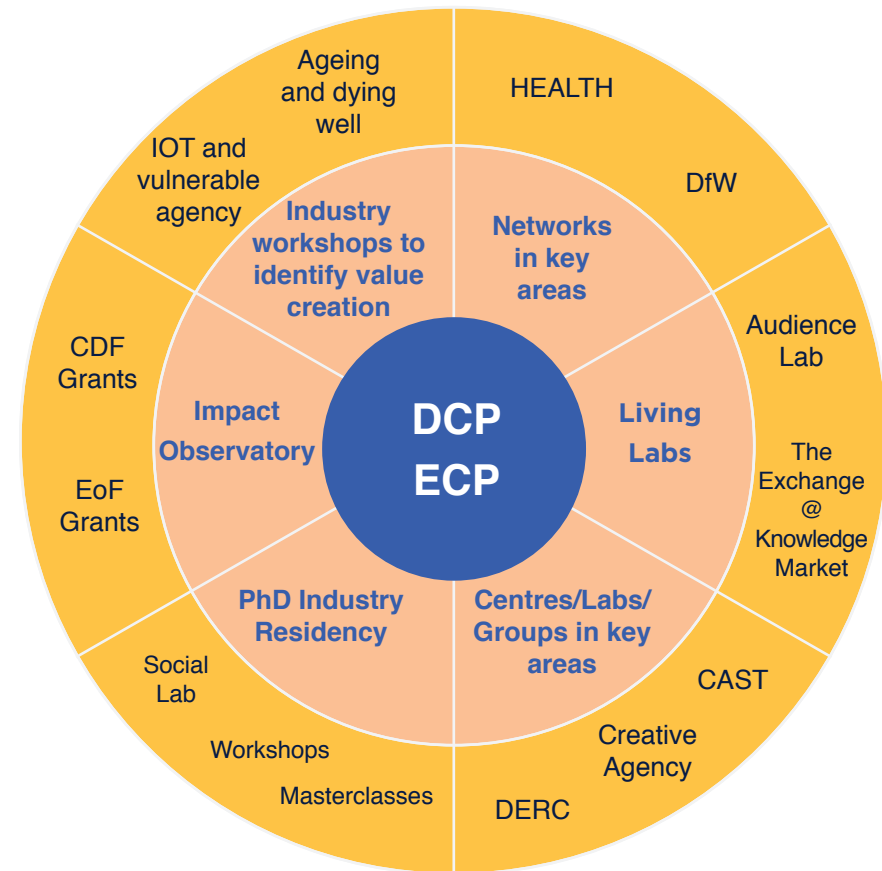 Ageing
and dying
well
IOT and
vulnerable
agency
HEALTH
DfW
Industry
workshops to
identify value
creation
Networks
in key
areas
CDF
Grants
EoF
Grants
Impact
Observatory
DCP
ECP
Living
Labs
Audience
Lab
The
Exchange
@
Knowledge
Market
PhD Industry
Residency
Centres/Labs/
Groups in key
areas
Social
Lab
Workshops
Masterclasses
CAST
Creative
Agency
DERC